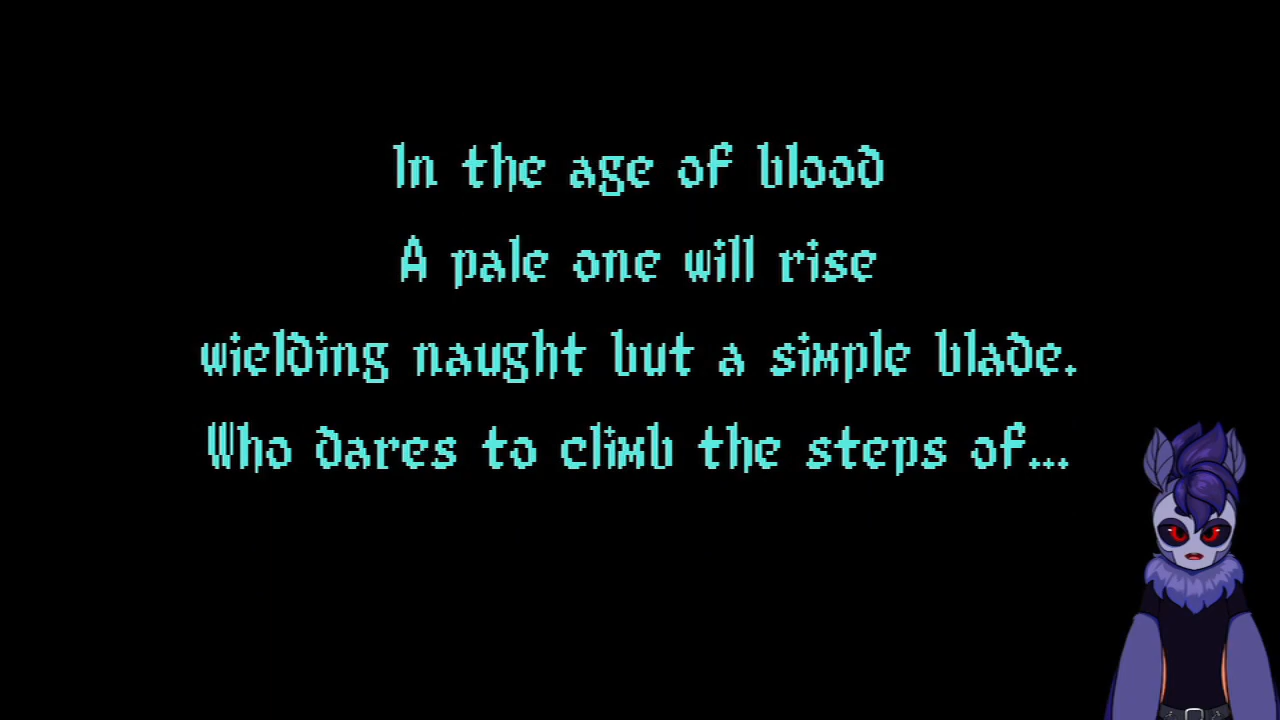 In the age of blood
A pale one will rise
wielding naught but a simple blade.
Who dares to climb the steps of...